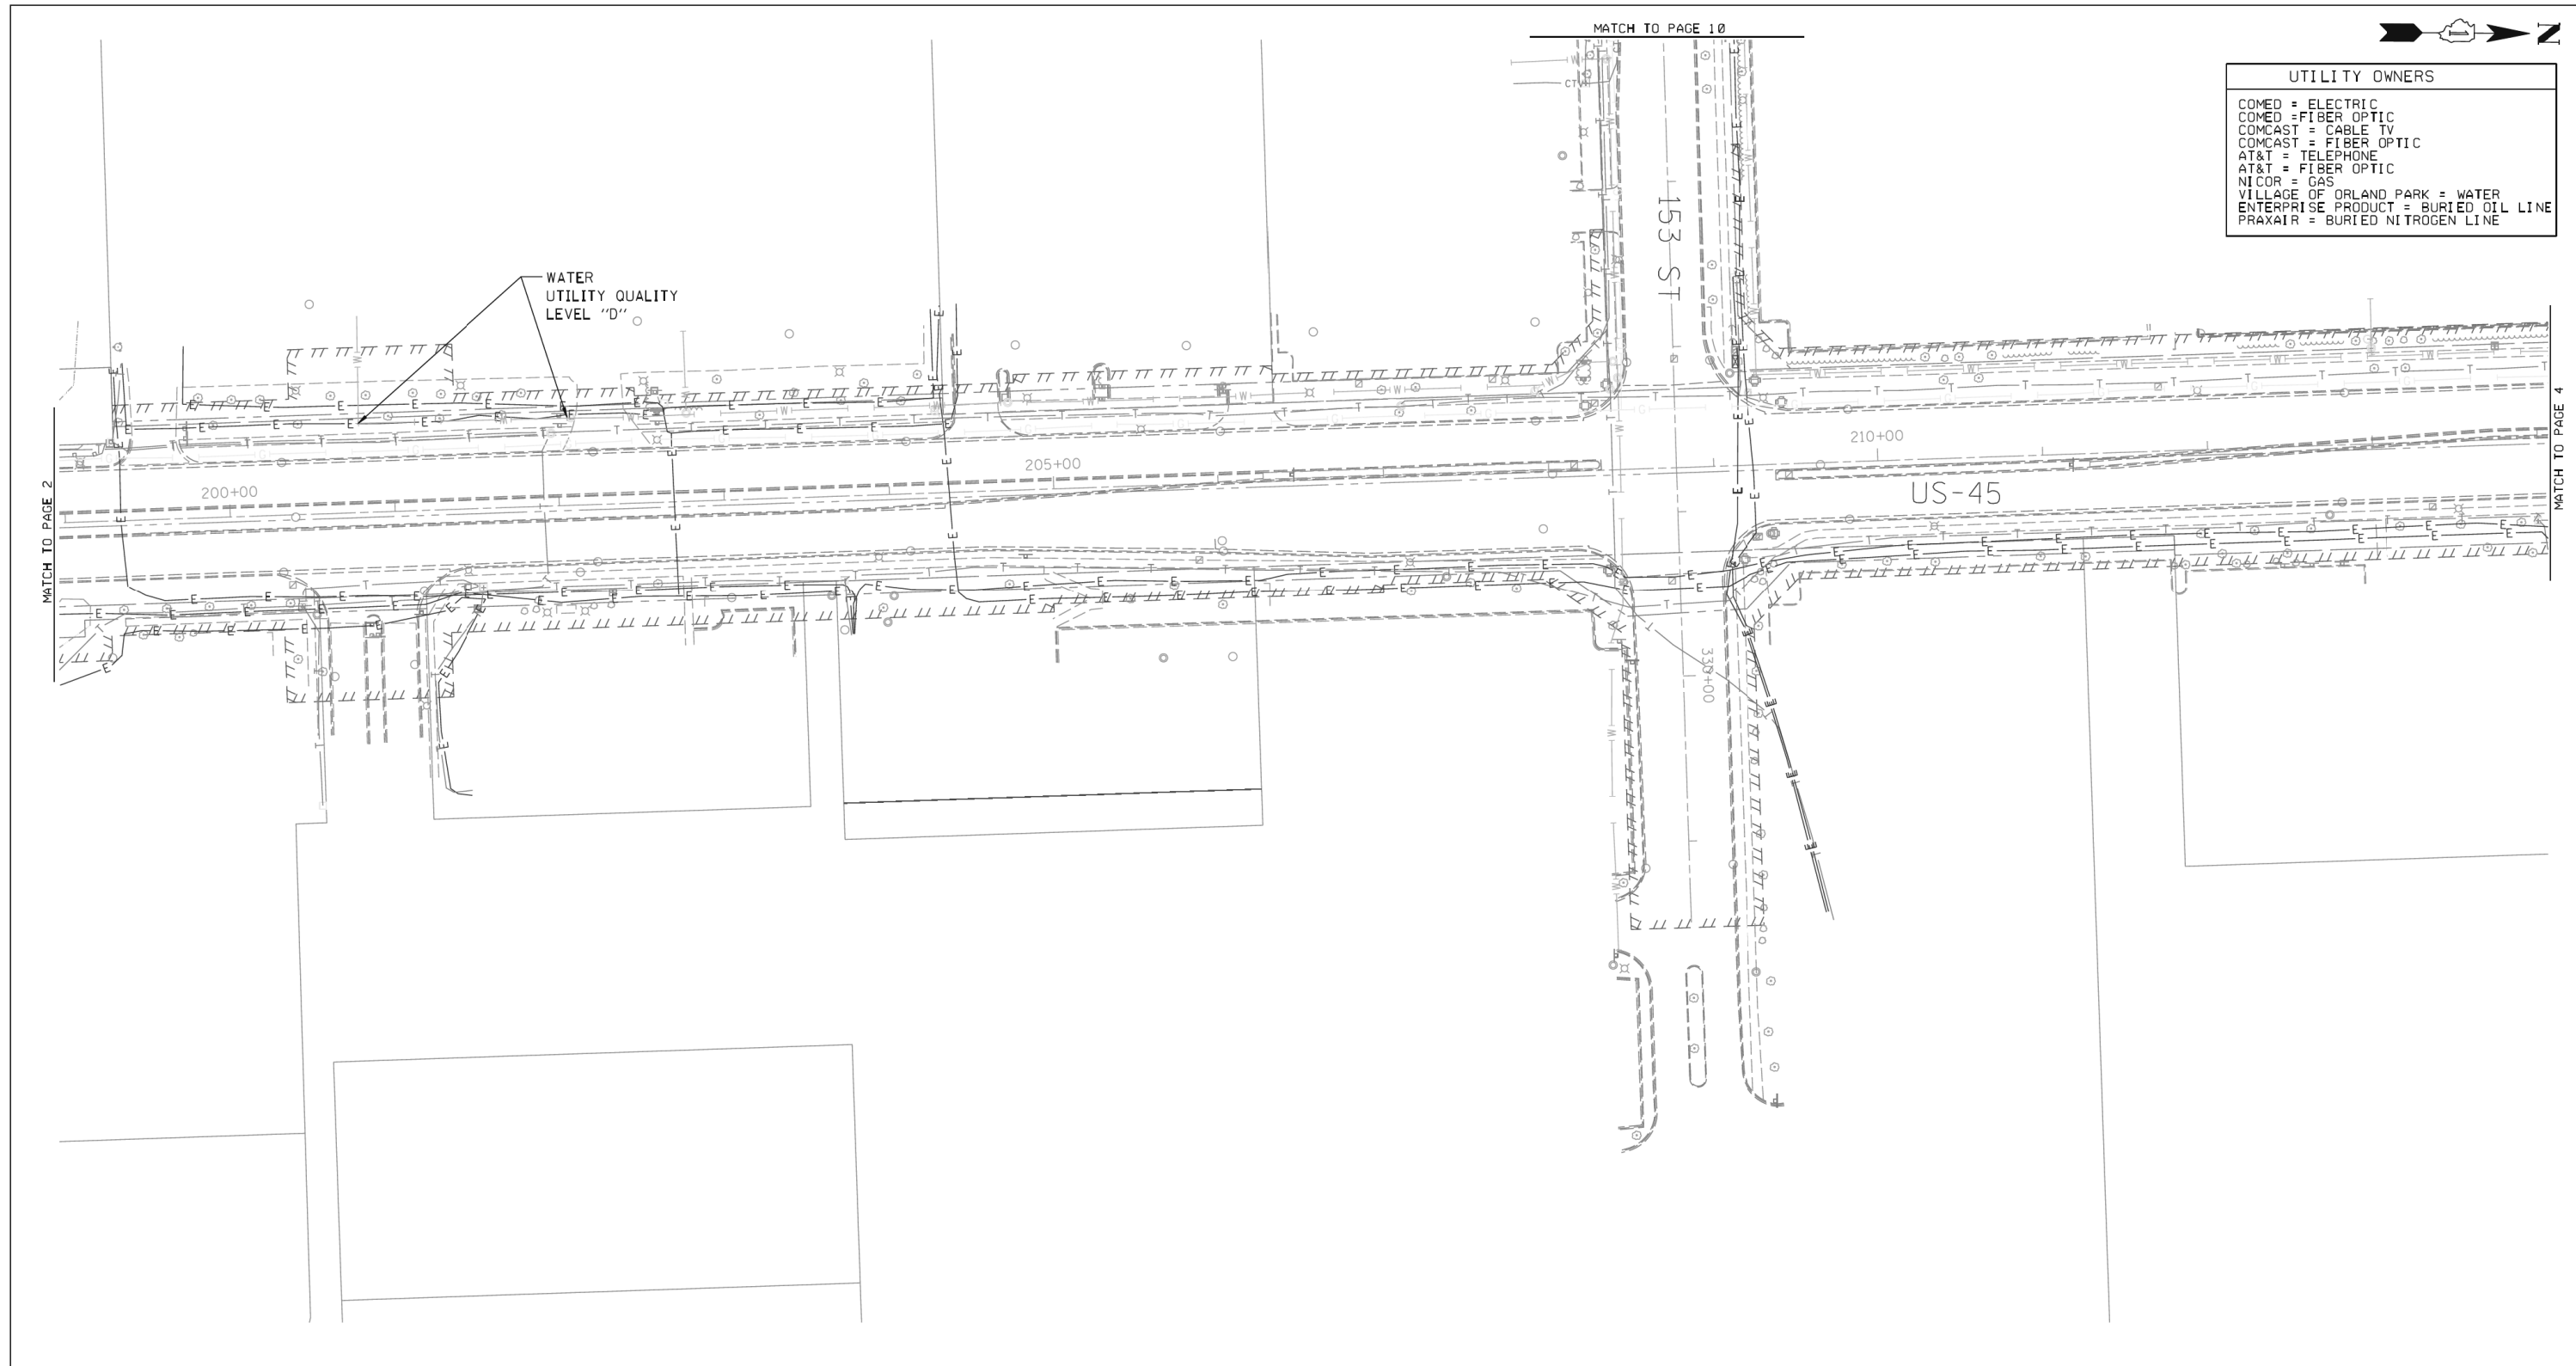 MATCH TO PAGE 10
N
UTILITY OWNERS
COMED = ELECTRIC
COMED =FIBER OPTIC
COMCAST = CABLE TV
COMCAST = FIBER OPTIC
AT&T = TELEPHONE
AT&T = FIBER OPTIC
NICOR = GAS
VILLAGE OF ORLAND PARK = WATER
ENTERPRISE PRODUCT = BURIED OIL LINE
PRAXAIR = BURIED NITROGEN LINE
CTV
153 ST
WATER
UTILITY QUALITY
LEVEL "D"
MATCH TO PAGE 2
200+00
205+00
210+00
US-45
MATCH TO PAGE 4
330+00